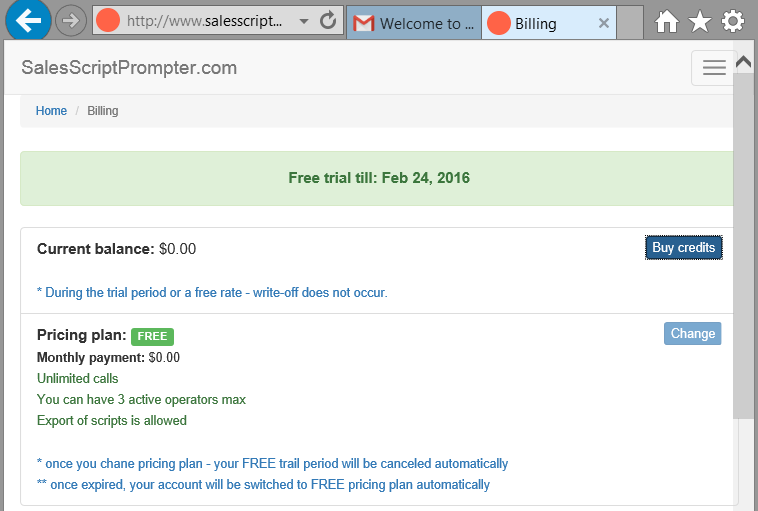 http://www.salesscript...
Welcome to ...
Billing
SalesScriptPrompter.com
Home / Billing
Free trial till: Feb 24, 2016
Current balance: $0.00
Buy credits
* During the trial period or a free rate - write-off does not occur.
Pricing plan: FREE
Change
Monthly payment: $0.00
Unlimited calls
You can have 3 active operators max
Export of scripts is allowed
* once you chane pricing plan - your FREE trail period will be canceled automatically
** once expired, your account will be switched to FREE pricing plan automatically